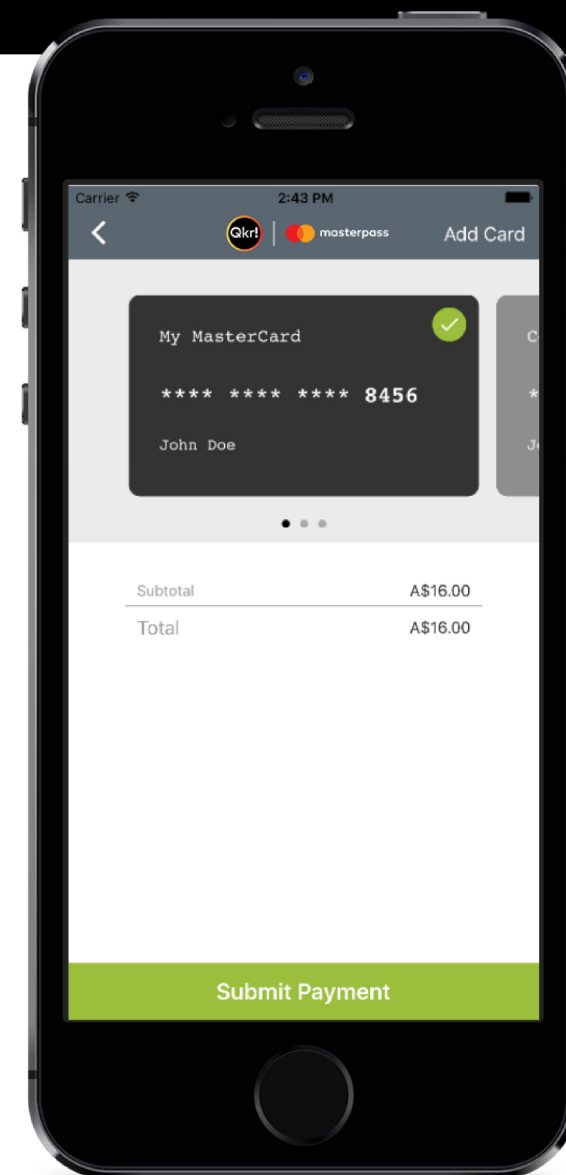 Carrier 2:43 PM
Qkr! masterpass Add Card
My MasterCard C
**** **** **** 8456 *
John Doe J
Subtotal A$16.00
Total A$16.00
Submit Payment